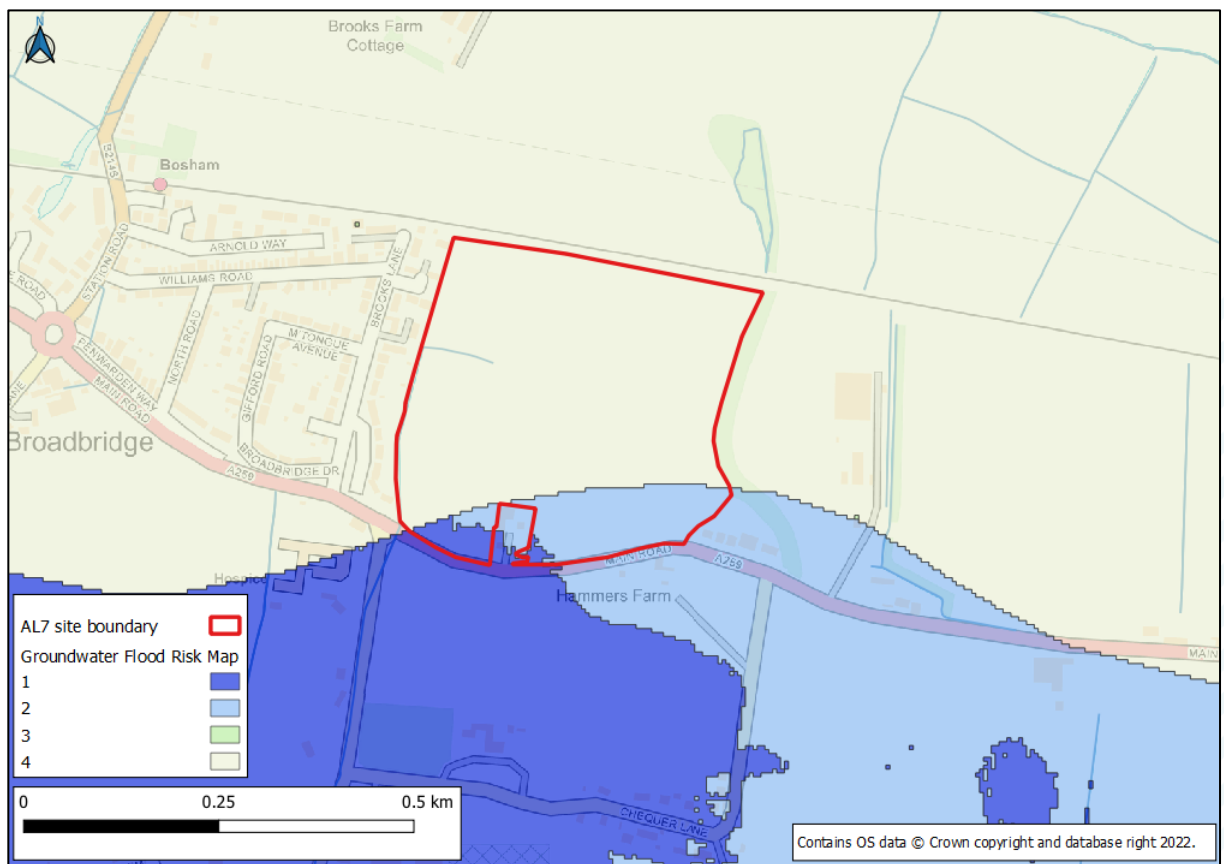 N
Brooks Farm
Cottage
B2146
Bosham
ARNOLD WAY
WILLIAMS ROAD
STATION ROAD
BROOKS LANE
NORTH ROAD
GIFFORD ROAD
M TONGUE
AVENUE
PENWARDEN WAY
MAIN ROAD
Broadbridge
BROADBRIDGE DR
A259
MAIN ROAD
A259
MAIN
Hospice
Hammers Farm
CHEQUER LANE
AL7 site boundary
Groundwater Flood Risk Map
1
2
3
4
0 0.25 0.5 km
Contains OS data © Crown copyright and database right 2022.